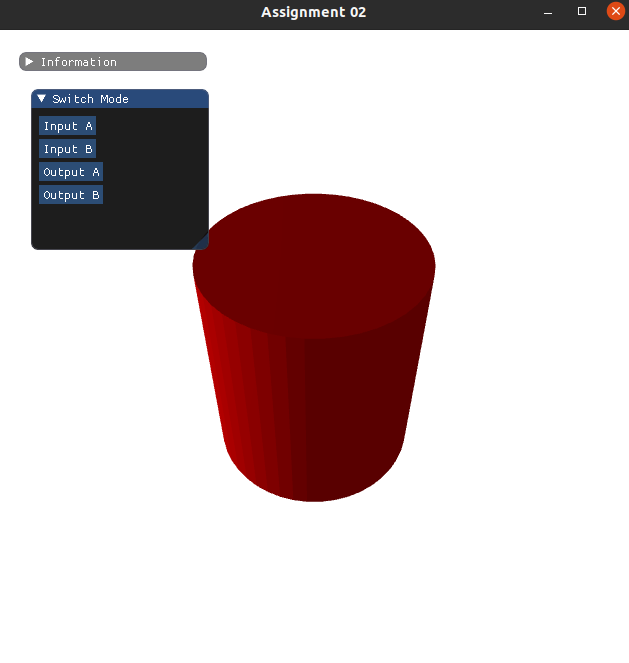 Assignment 02
Information
Switch Mode
Input A
Input B
Output A
Output B